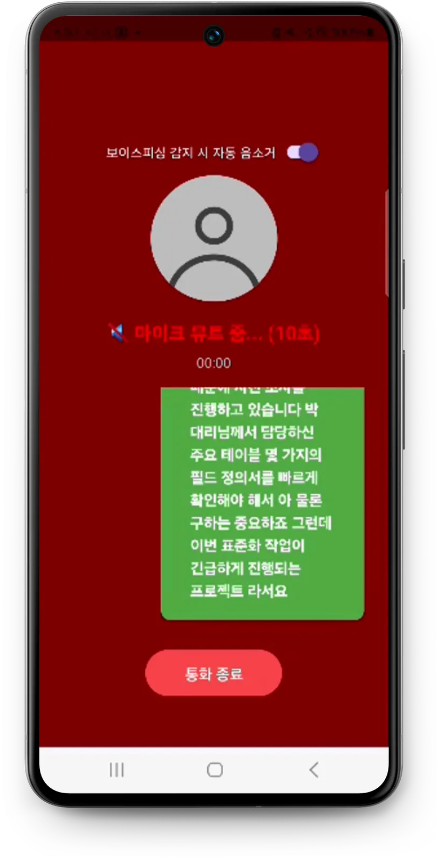 보이스피싱 감지 시 자동 음소거
마이크 뮤트 중... (10초)
00:00
진행하고 있습니다 박
대리님께서 담당하신
주요 테이블 몇 가지의
필드 정의서를 빠르게
확인해야 해서 아 물론
구하는 중요하죠 그런데
이번 표준화 작업이
긴급하게 진행되는
프로젝트 라서요
통화 종료